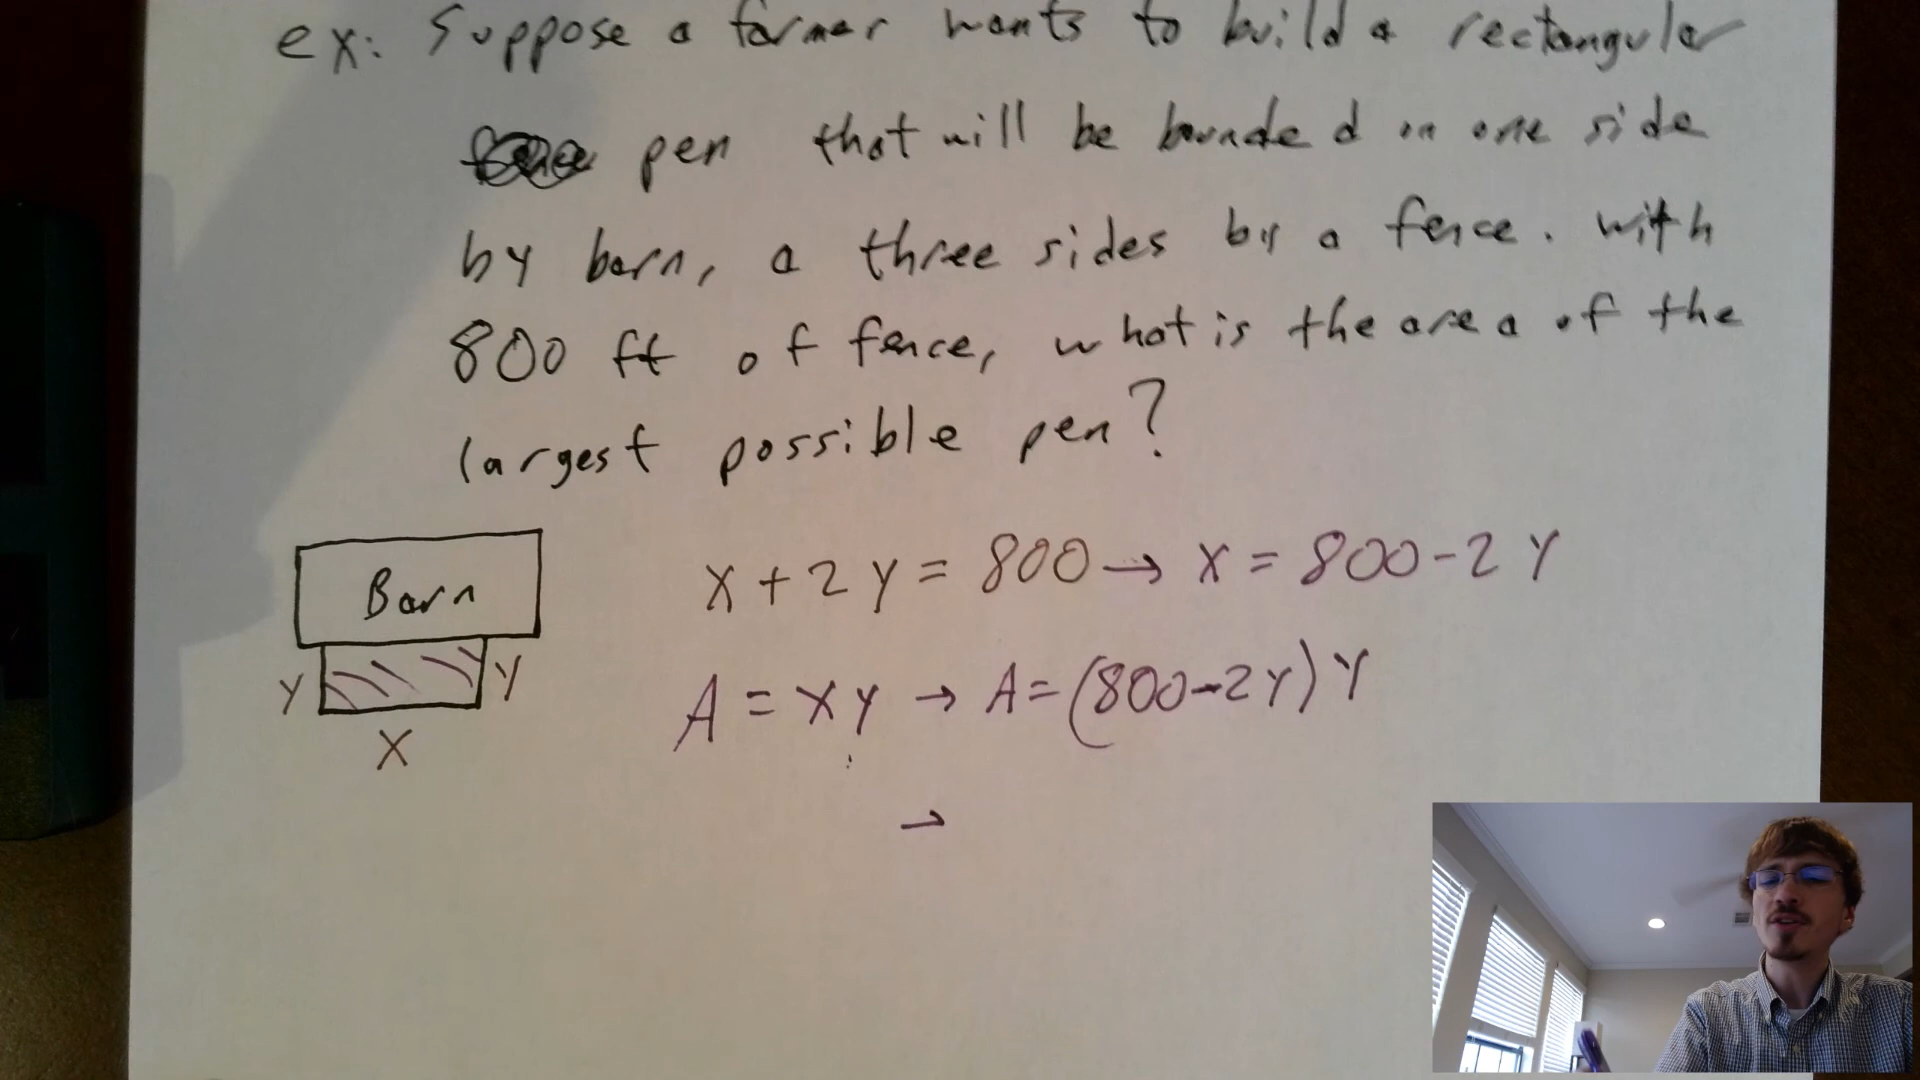 ex: Suppose a farmer wants to build a rectangular
pen that will be bounded on one side
by barn, a three sides by a fence. with
800 ft of fence, what is the area of the
largest possible pen?
Barn
x + 2y = 800 → x = 800 - 2y
y y
A = xy → A = (800 - 2y) y
x
→